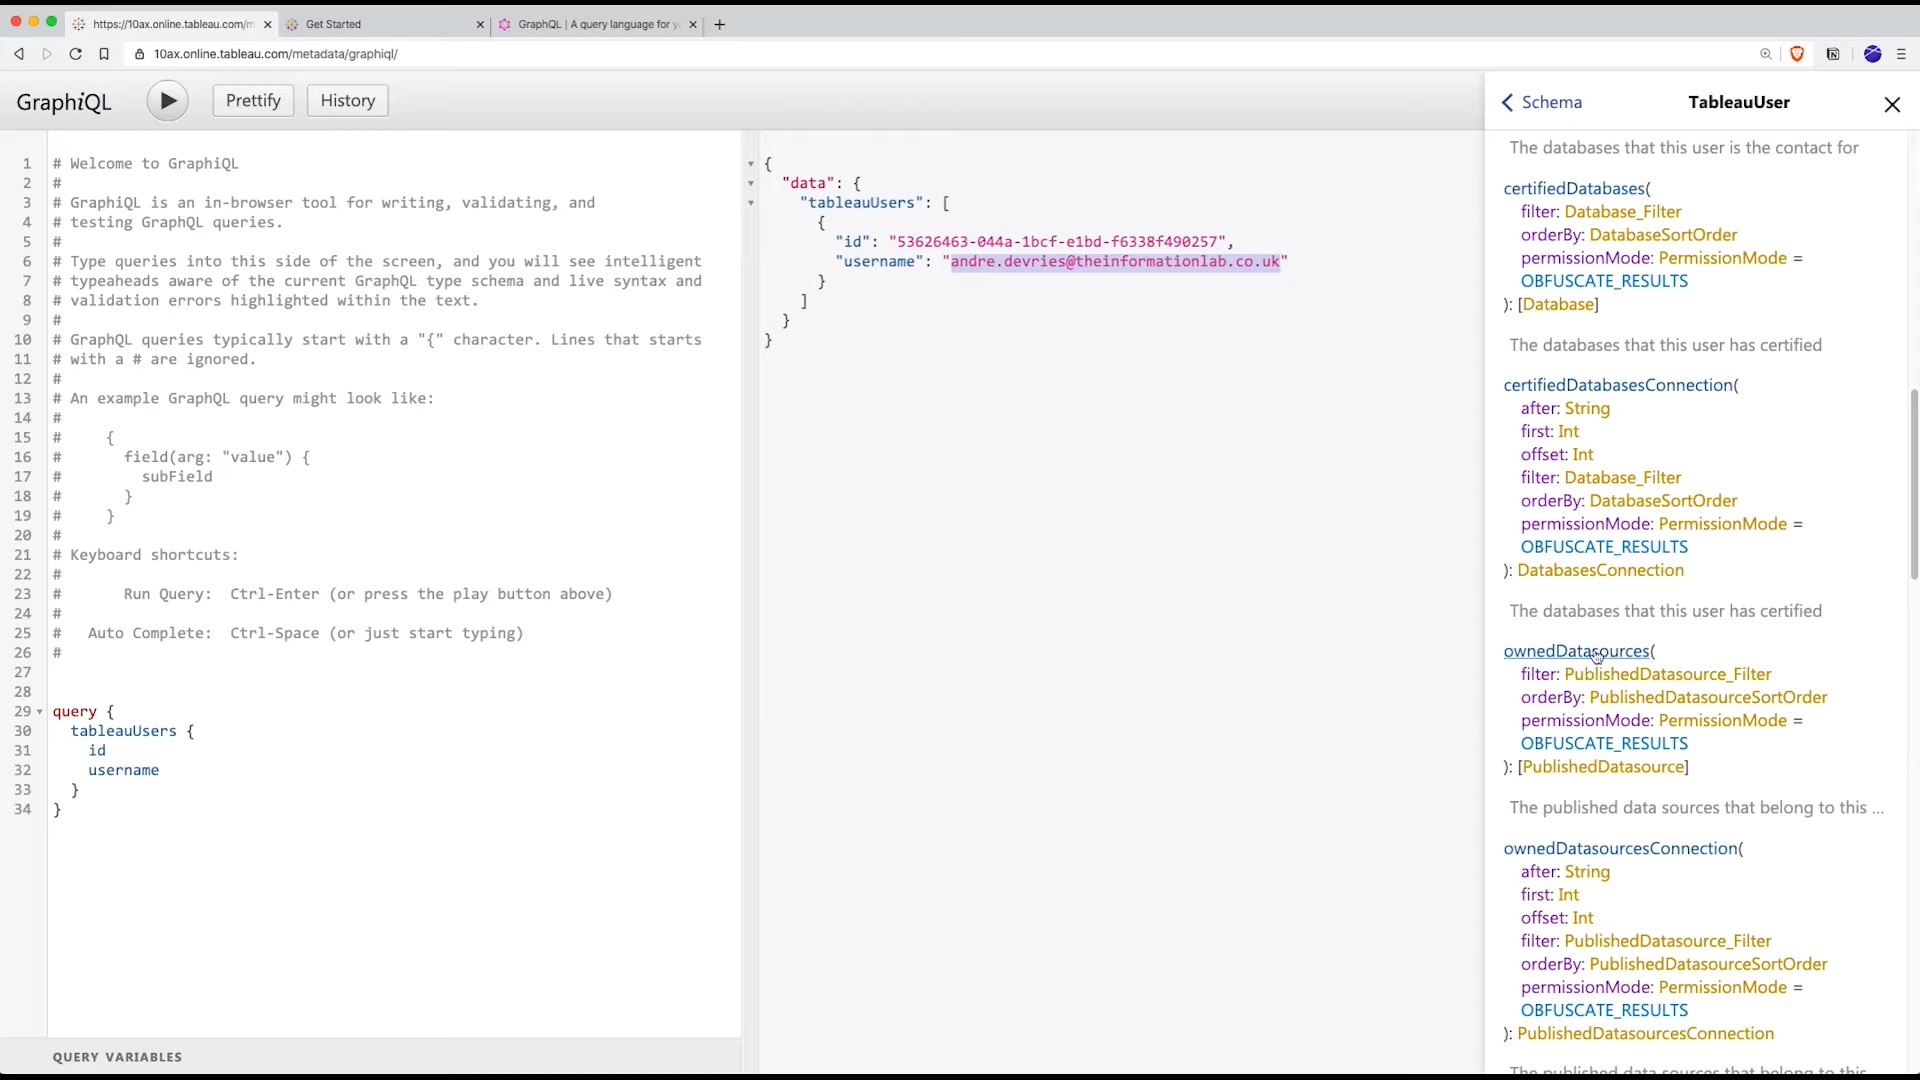 https://10ax.online.tableau.com/m
Get Started
GraphQL | A query language for y
10ax.online.tableau.com/metadata/graphiql/
GraphiQL
Prettify
History
Schema
TableauUser
1 # Welcome to GraphiQL
2 #
3 # GraphiQL is an in-browser tool for writing, validating, and
4 # testing GraphQL queries.
5 #
6 # Type queries into this side of the screen, and you will see intelligent
7 # typeaheads aware of the current GraphQL type schema and live syntax and
8 # validation errors highlighted within the text.
9 #
10 # GraphQL queries typically start with a "{" character. Lines that starts
11 # with a # are ignored.
12 #
13 # An example GraphQL query might look like:
14 #
15 # {
16 # field(arg: "value") {
17 # subField
18 # }
19 # }
20 #
21 # Keyboard shortcuts:
22 #
23 # Run Query: Ctrl-Enter (or press the play button above)
24 #
25 # Auto Complete: Ctrl-Space (or just start typing)
26 #
27
28
29 query {
30 tableauUsers {
31 id
32 username
33 }
34 }
QUERY VARIABLES
{
"data": {
"tableauUsers": [
{
"id": "53626463-044a-1bcf-e1bd-f6338f490257",
"username": "andre.devries@theinformationlab.co.uk"
}
]
}
}
The databases that this user is the contact for
certifiedDatabases(
filter: Database_Filter
orderBy: DatabaseSortOrder
permissionMode: PermissionMode =
OBFUSCATE_RESULTS
): [Database]
The databases that this user has certified
certifiedDatabasesConnection(
after: String
first: Int
offset: Int
filter: Database_Filter
orderBy: DatabaseSortOrder
permissionMode: PermissionMode =
OBFUSCATE_RESULTS
): DatabasesConnection
The databases that this user has certified
ownedDatasources(
filter: PublishedDatasource_Filter
orderBy: PublishedDatasourceSortOrder
permissionMode: PermissionMode =
OBFUSCATE_RESULTS
): [PublishedDatasource]
The published data sources that belong to this ...
ownedDatasourcesConnection(
after: String
first: Int
offset: Int
filter: PublishedDatasource_Filter
orderBy: PublishedDatasourceSortOrder
permissionMode: PermissionMode =
OBFUSCATE_RESULTS
): PublishedDatasourcesConnection
The published data sources that belong to this